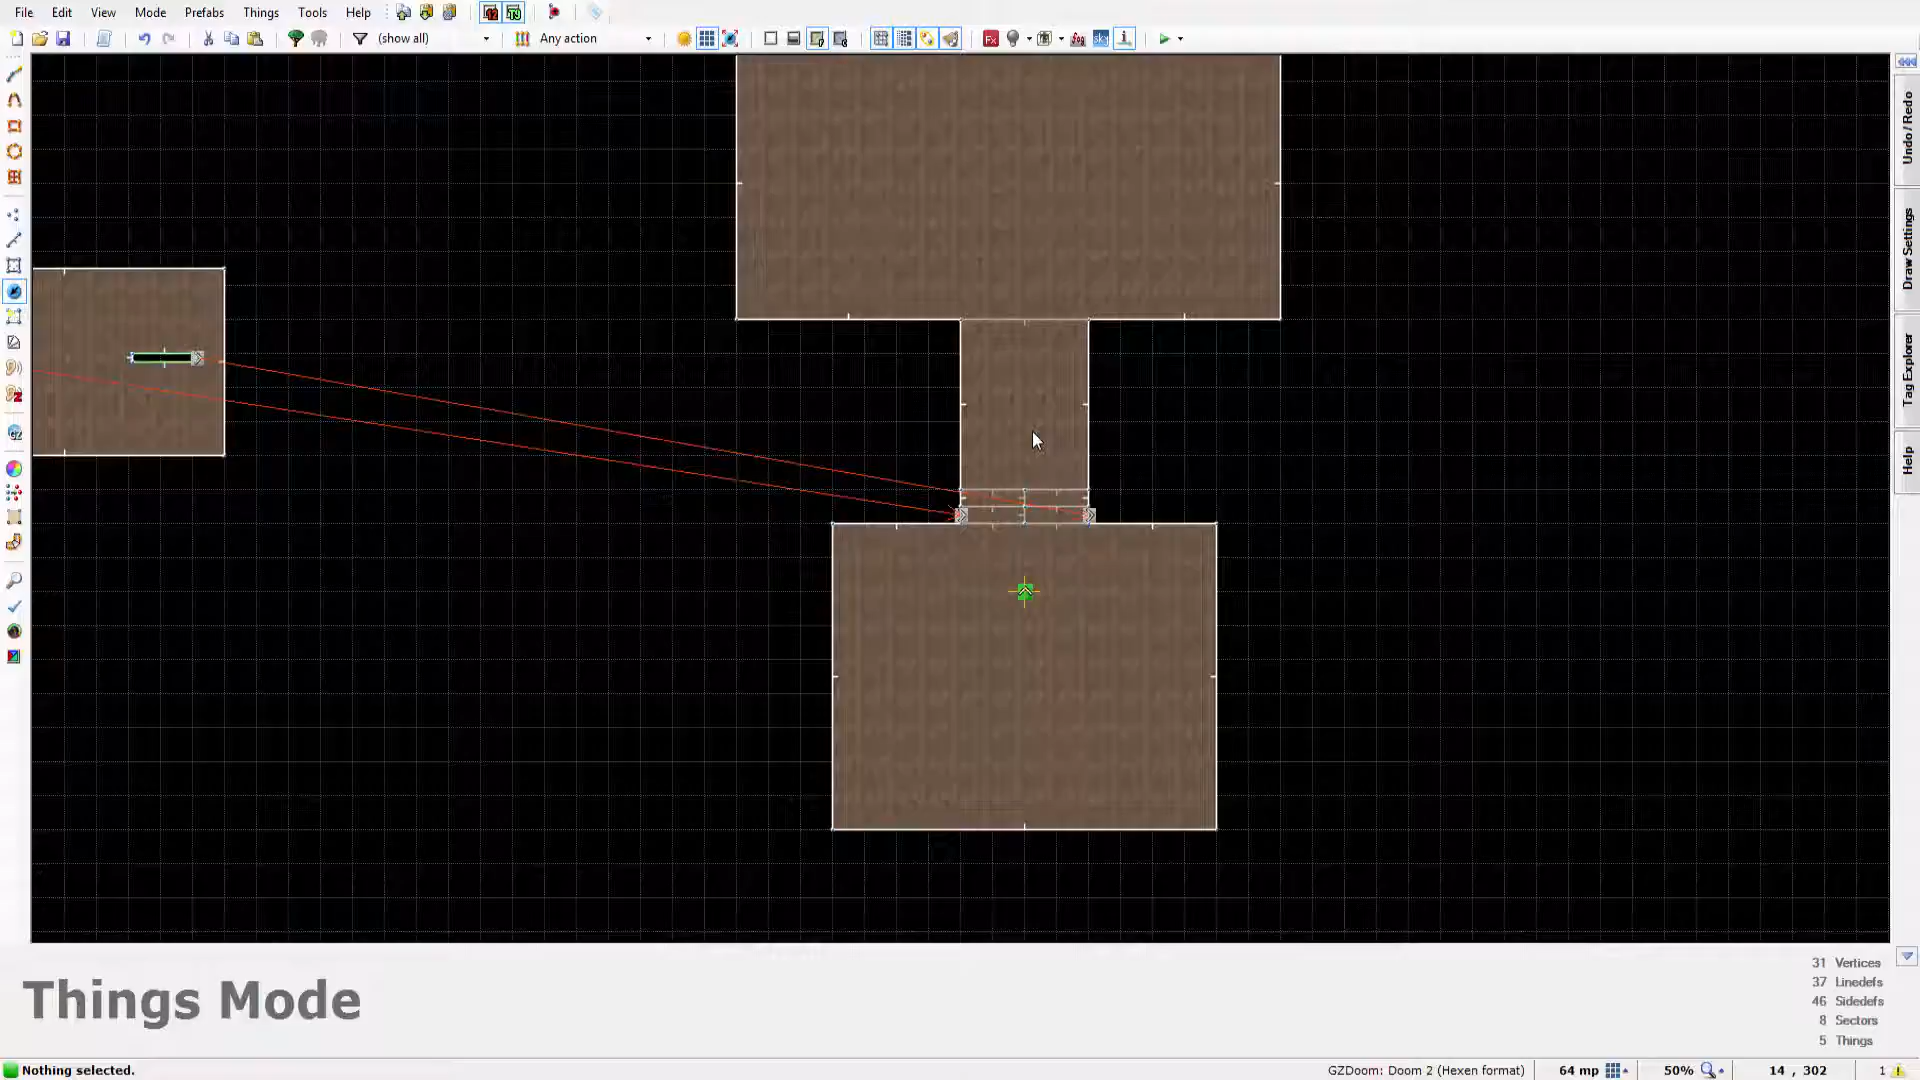 File Edit View Mode Prefabs Things Tools Help
(show all) Any action
Undo / Redo
Draw Settings
Tag Explorer
Help
Things Mode
31 Vertices
37 Linedefs
46 Sidedefs
8 Sectors
5 Things
Nothing selected. GZDoom: Doom 2 (Hexen format) 64 mp 50% 14 , 302 1